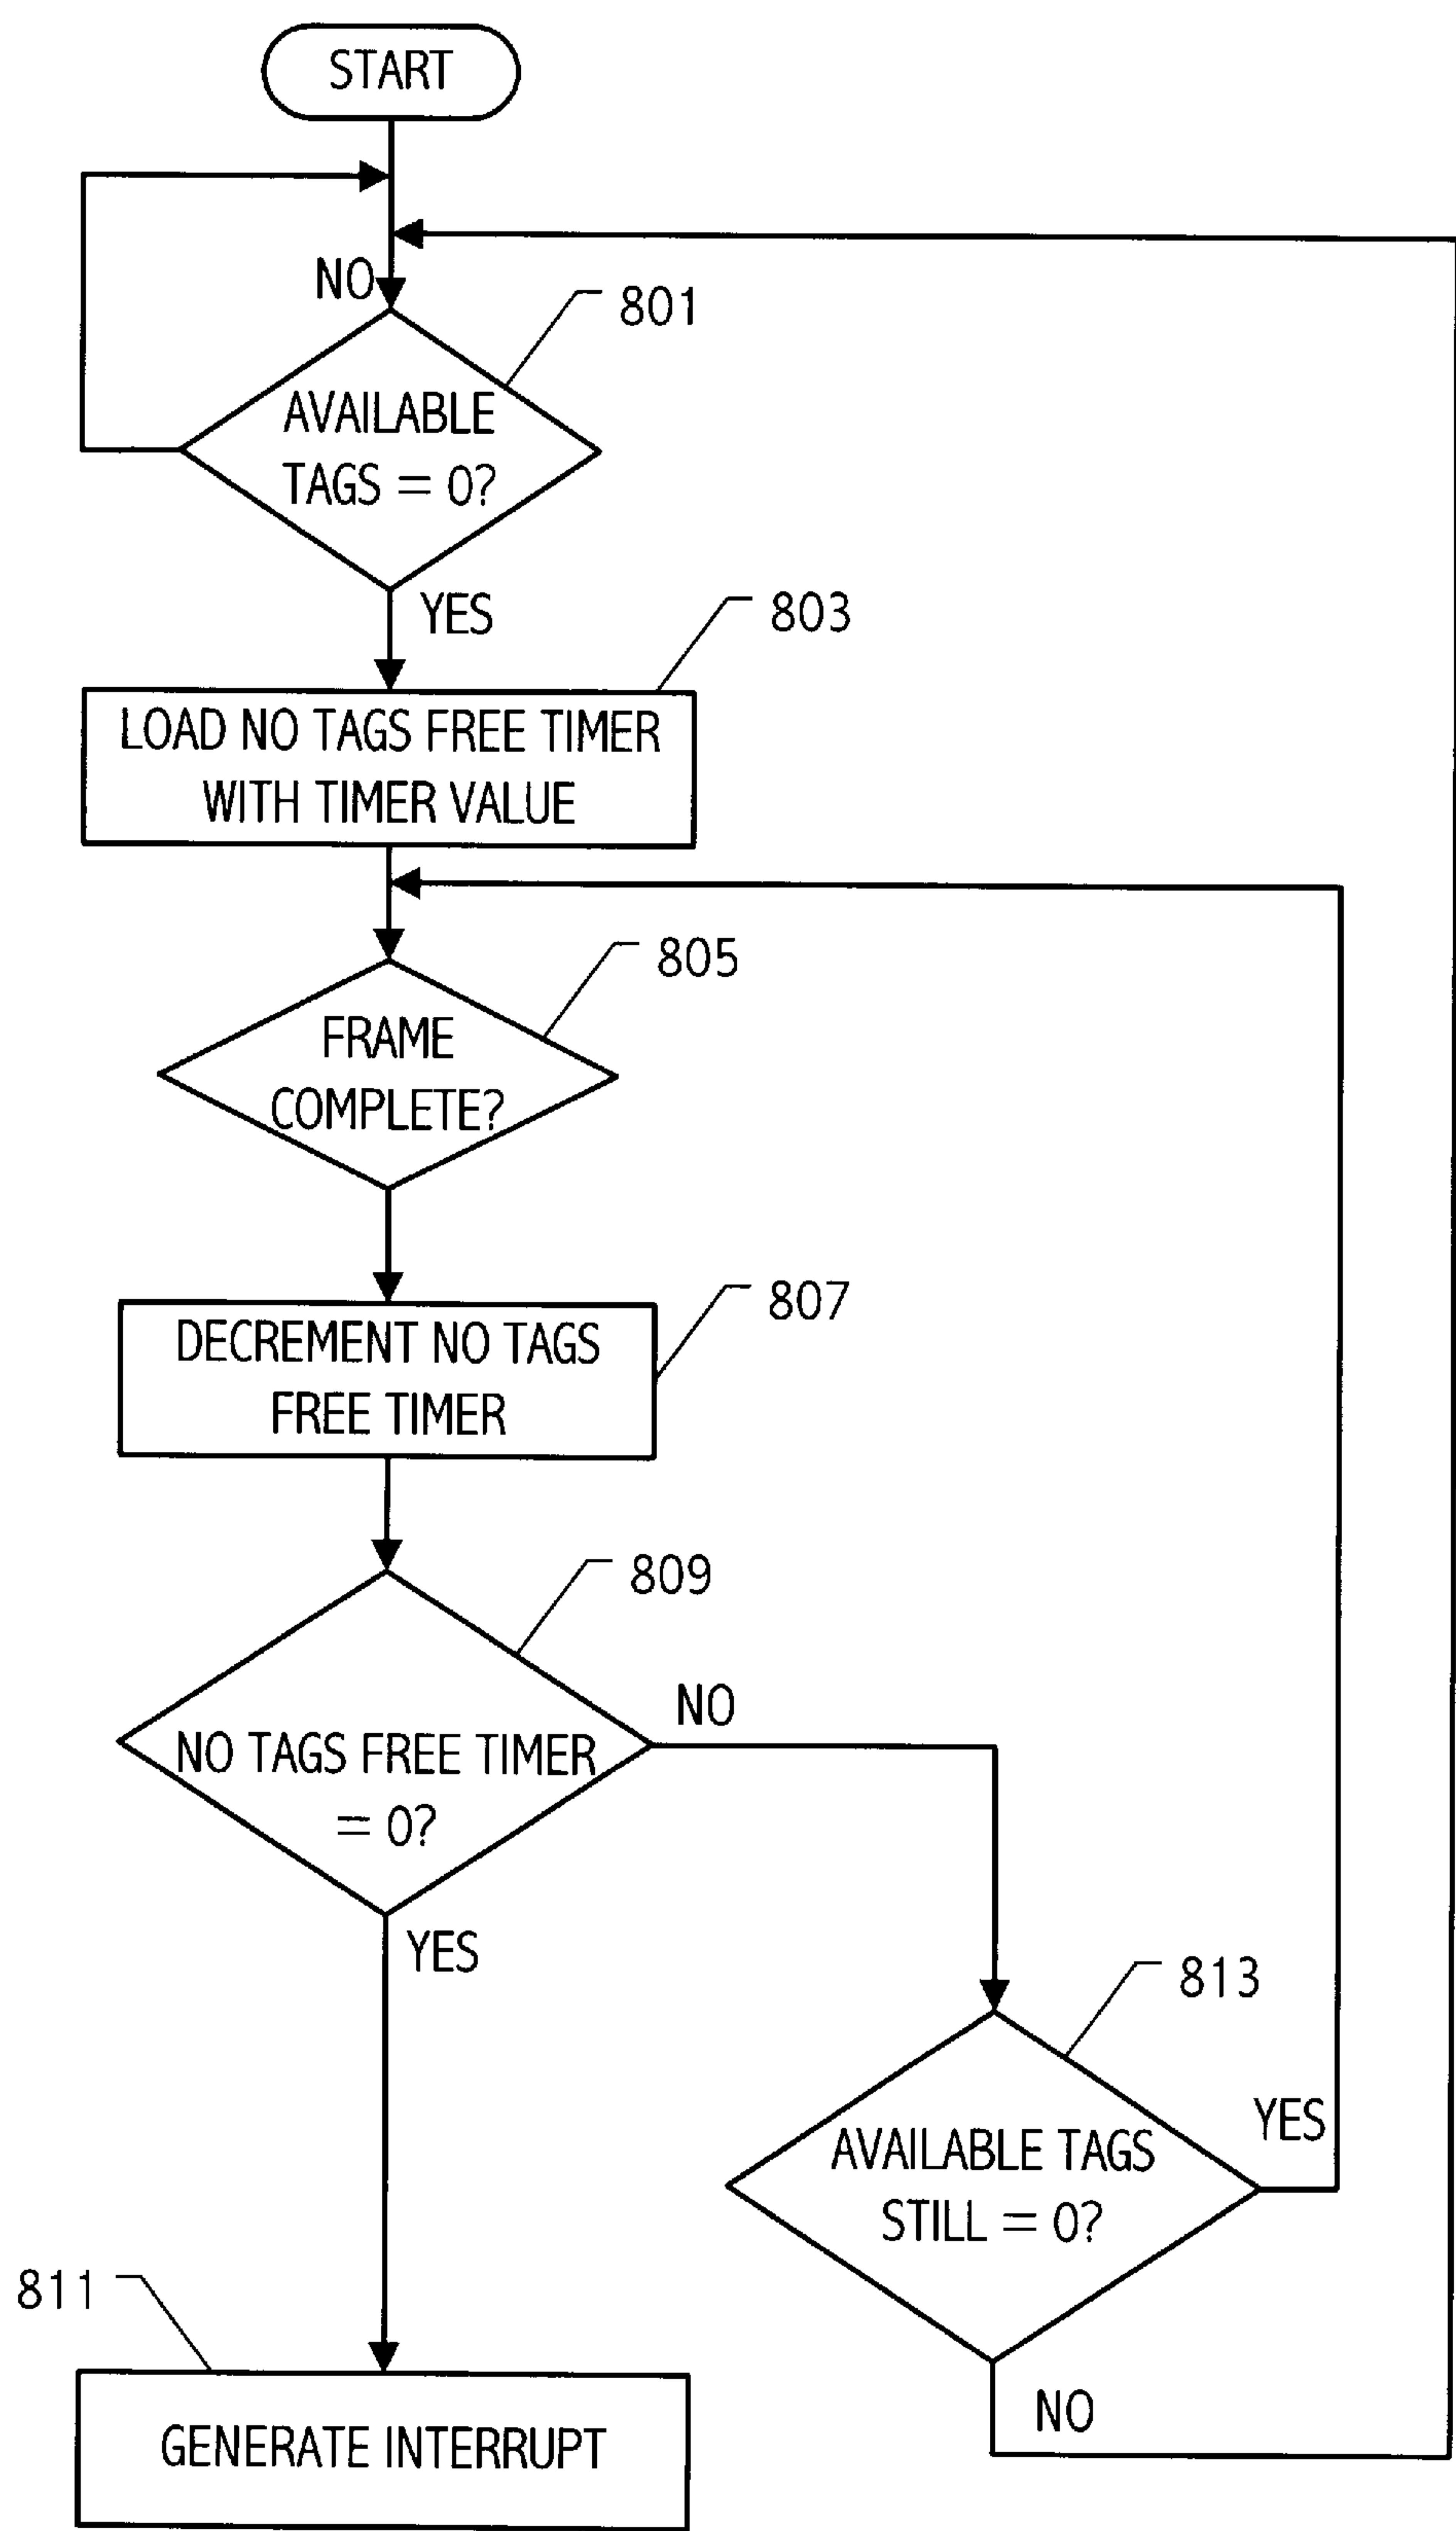 START
NO
801
AVAILABLE
TAGS = 0?
YES
803
LOAD NO TAGS FREE TIMER
WITH TIMER VALUE
805
FRAME
COMPLETE?
807
DECREMENT NO TAGS
FREE TIMER
809
NO
NO TAGS FREE TIMER
= 0?
YES
813
YES
AVAILABLE TAGS
STILL = 0?
811
NO
GENERATE INTERRUPT